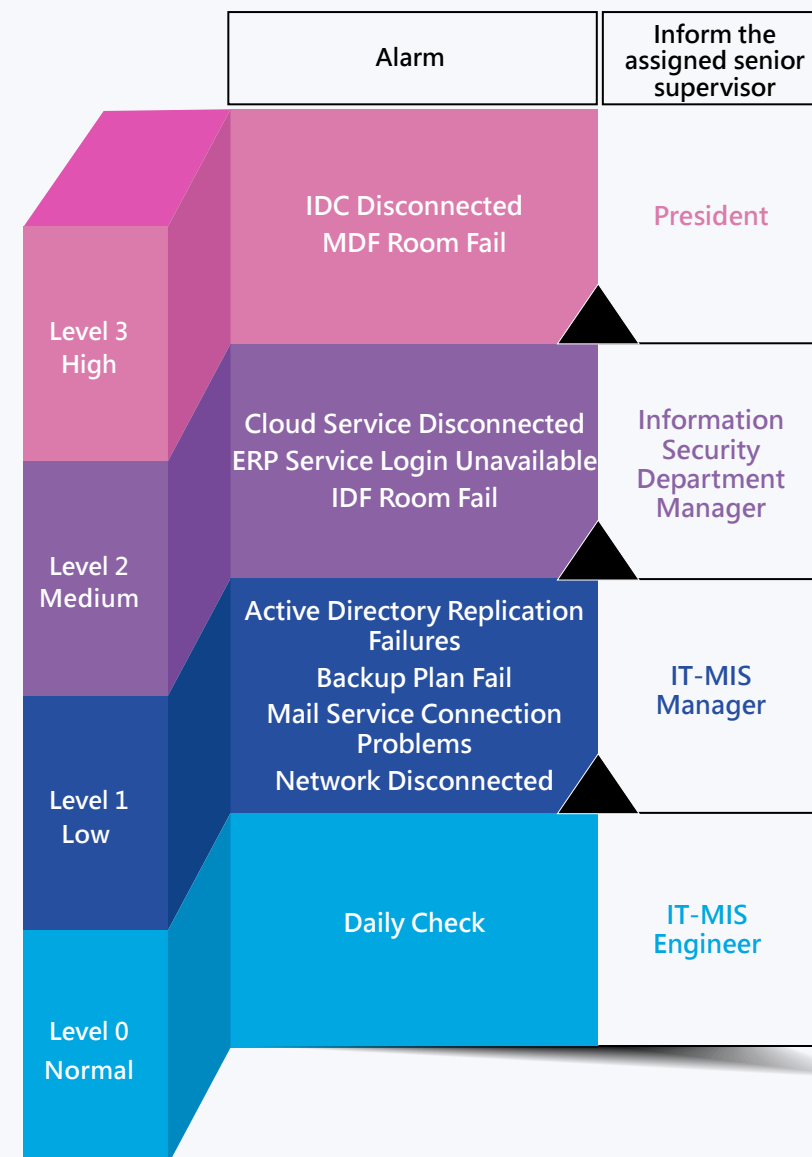 Alarm
Inform the
assigned senior
supervisor
Level 3
High
IDC Disconnected
MDF Room Fail
President
Level 2
Medium
Cloud Service Disconnected
ERP Service Login Unavailable
IDF Room Fail
Information
Security
Department
Manager
Level 1
Low
Active Directory Replication
Failures
Backup Plan Fail
Mail Service Connection
Problems
Network Disconnected
IT-MIS
Manager
Level 0
Normal
Daily Check
IT-MIS
Engineer